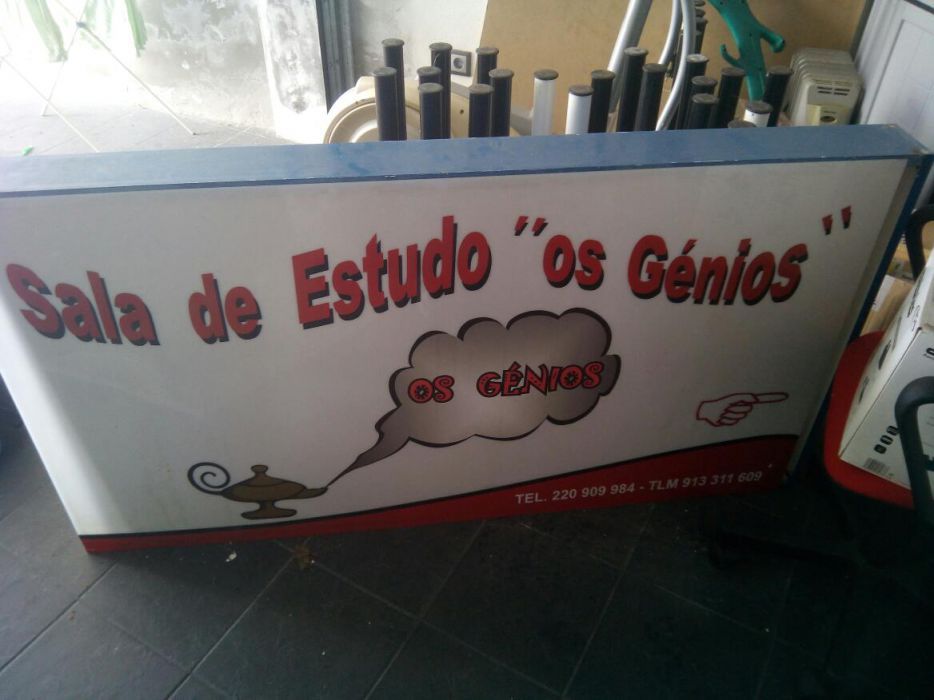 Sala de Estudo "os Génios"
OS GÉNIOS
TEL. 220 909 984 - TLM 913 311 609